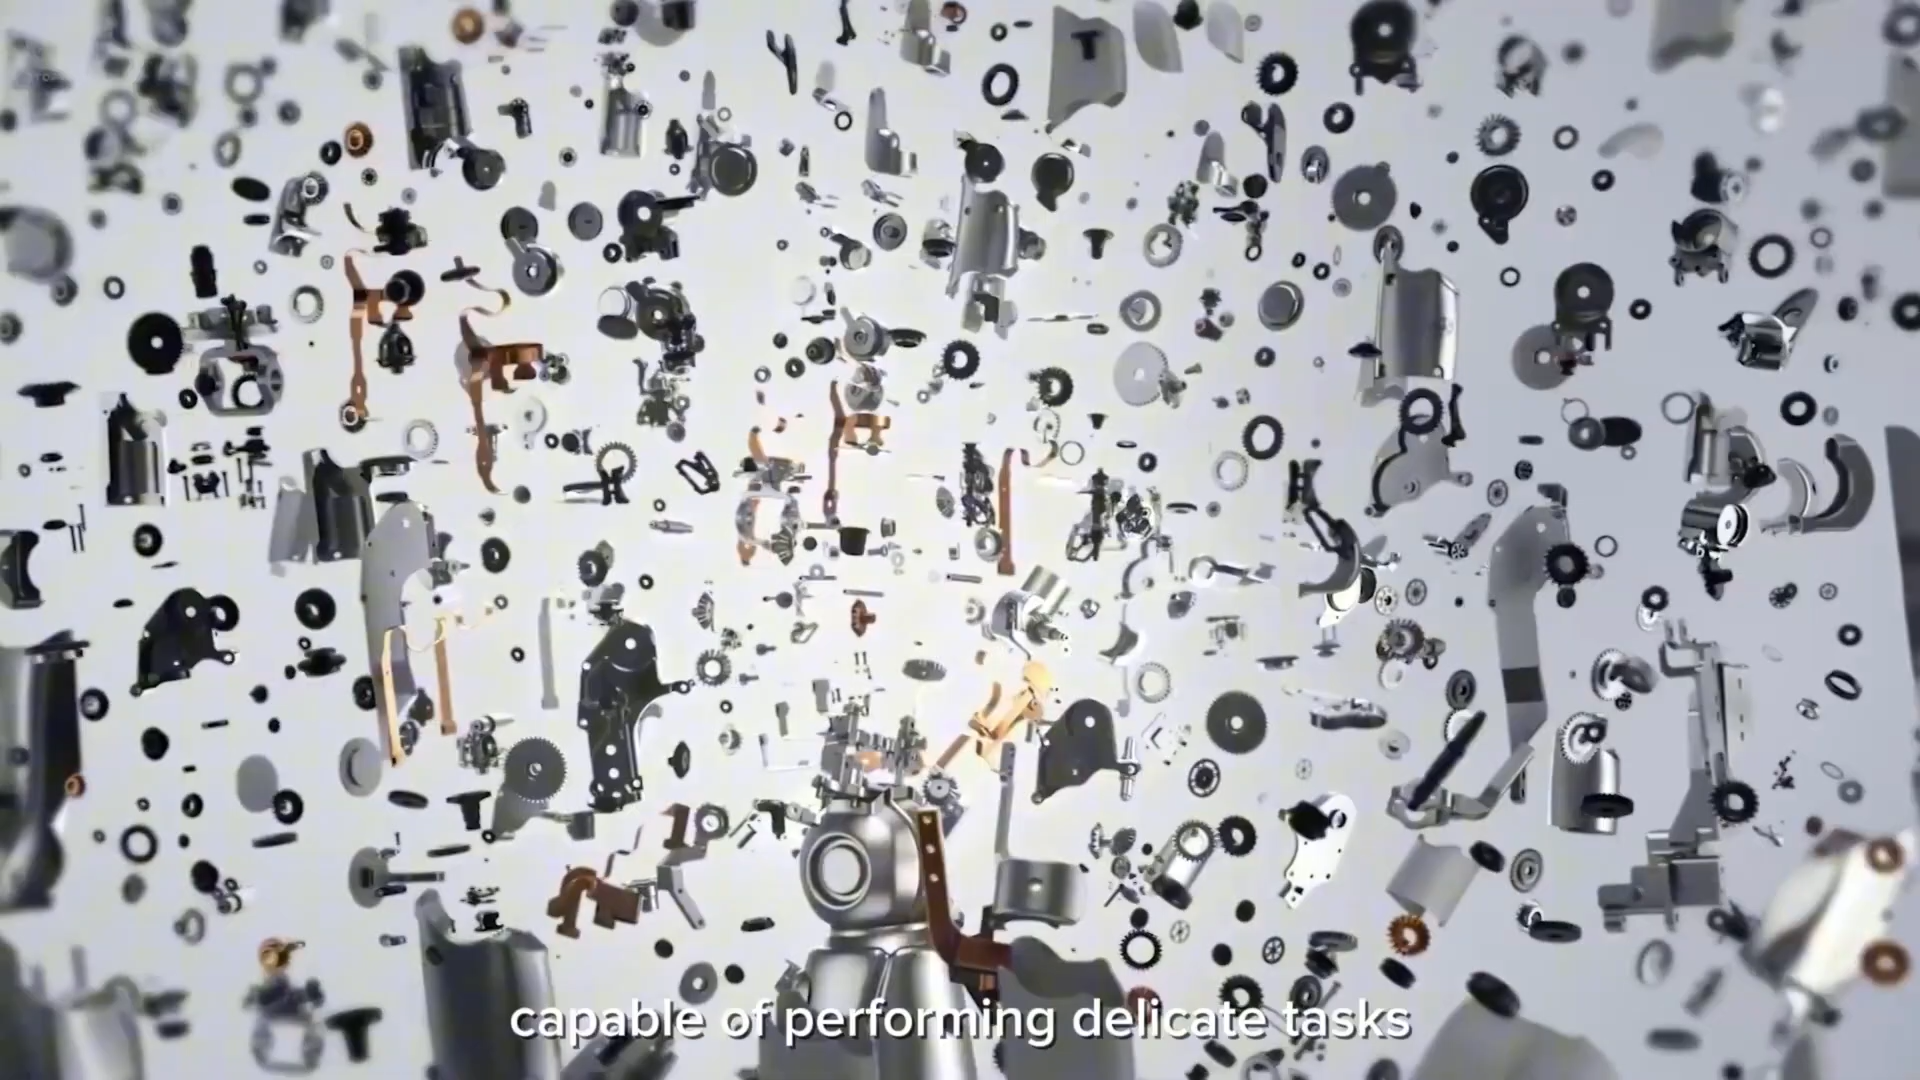 capable of performing delicate tasks